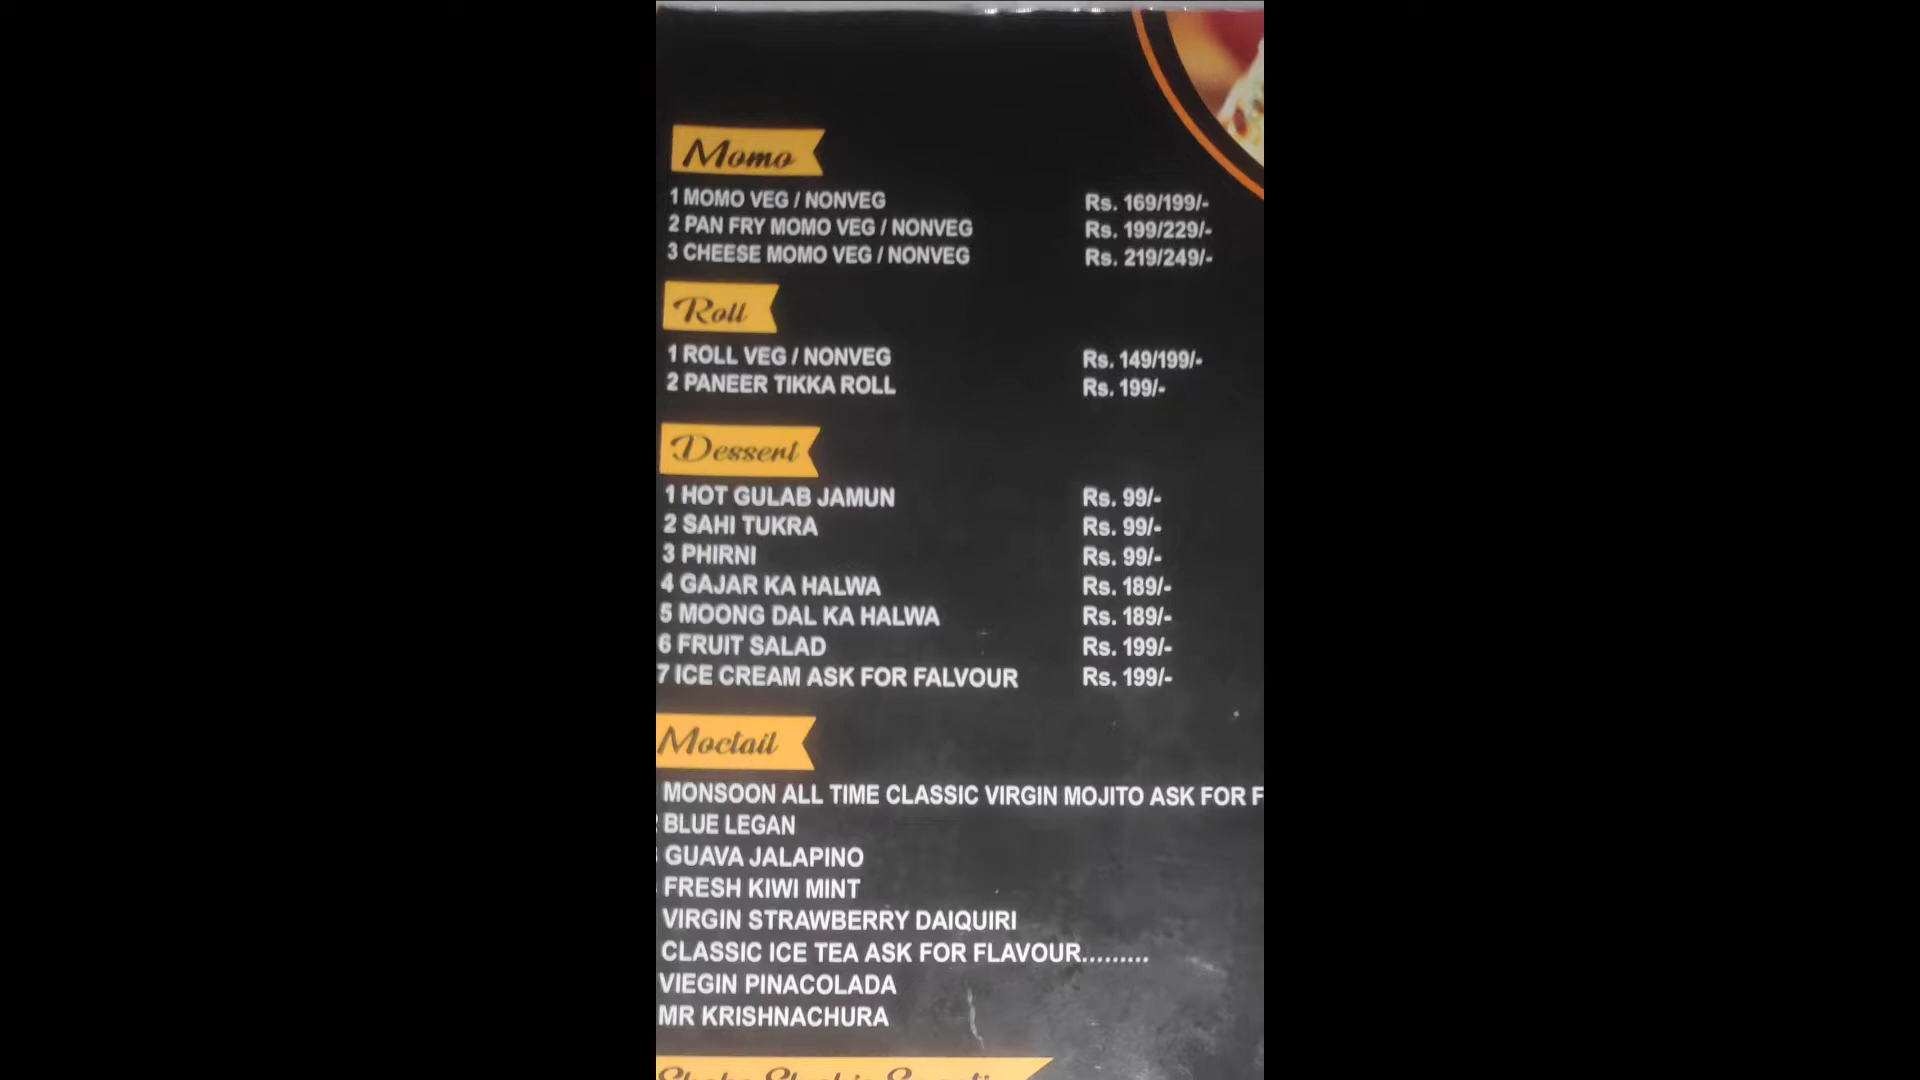 Momo
1 MOMO VEG / NONVEG Rs. 169/199/-
2 PAN FRY MOMO VEG / NONVEG Rs. 199/229/-
3 CHEESE MOMO VEG / NONVEG Rs. 219/249/-
Roll
1 ROLL VEG / NONVEG Rs. 149/199/-
2 PANEER TIKKA ROLL Rs. 199/-
Dessert
1 HOT GULAB JAMUN Rs. 99/-
2 SAHI TUKRA Rs. 99/-
3 PHIRNI Rs. 99/-
4 GAJAR KA HALWA Rs. 189/-
5 MOONG DAL KA HALWA Rs. 189/-
6 FRUIT SALAD Rs. 199/-
7 ICE CREAM ASK FOR FALVOUR Rs. 199/-
Moctail
MONSOON ALL TIME CLASSIC VIRGIN MOJITO ASK FOR F
BLUE LEGAN
GUAVA JALAPINO
FRESH KIWI MINT
VIRGIN STRAWBERRY DAIQUIRI
CLASSIC ICE TEA ASK FOR FLAVOUR.........
VIEGIN PINACOLADA
MR KRISHNACHURA